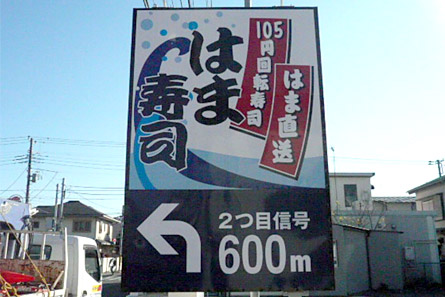 105円回転寿司
はま直送
はま
寿司
2つ目信号
600m